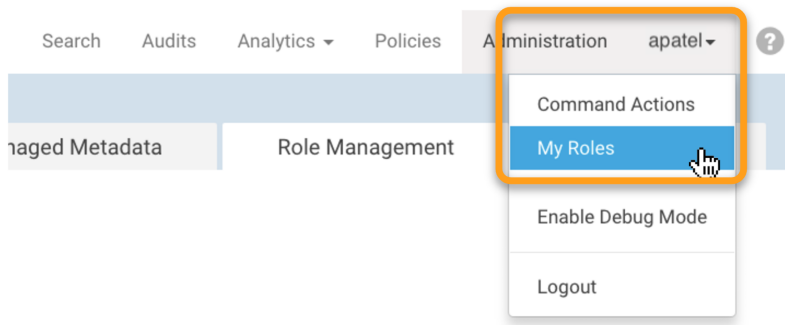 Search Audits Analytics Policies Administration apatel ?
Command Actions
naged Metadata Role Management My Roles
Enable Debug Mode
Logout